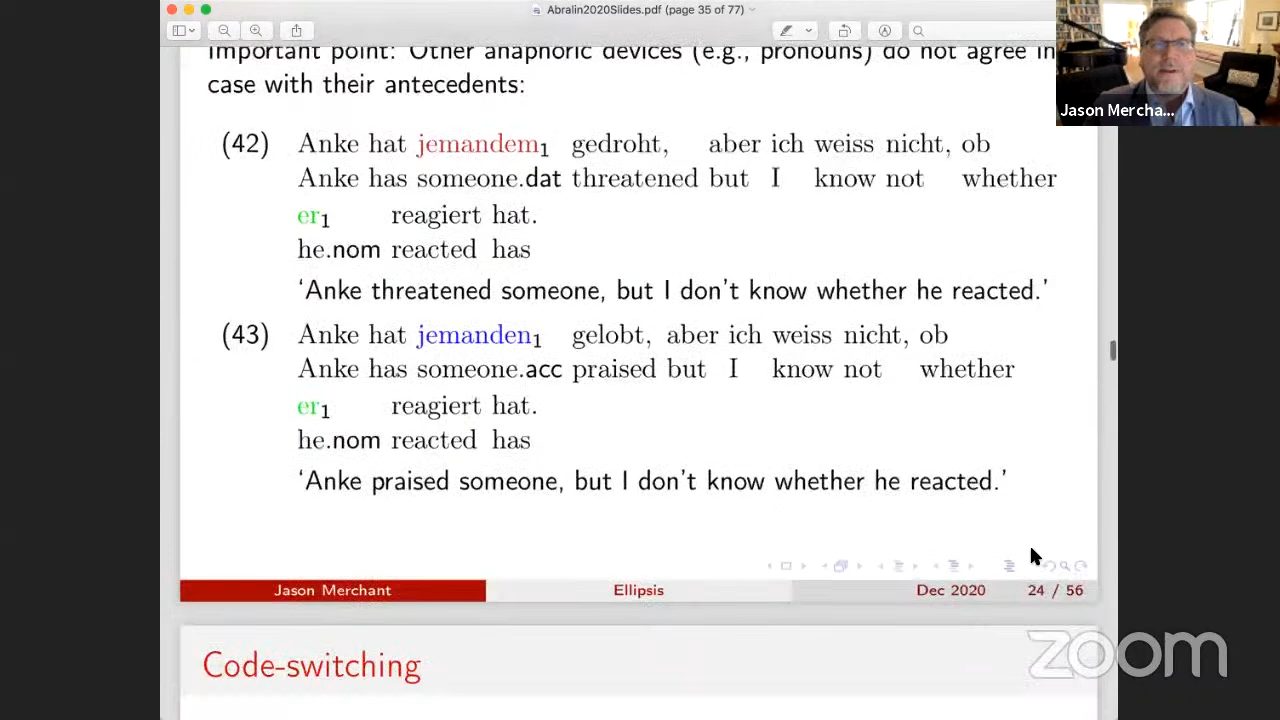 Abralin2020Slides.pdf (page 35 of 77)
Important point: Other anaphoric devices (e.g., pronouns) do not agree in
case with their antecedents:
Jason Mercha...
(42) Anke hat jemandem1 gedroht, aber ich weiss nicht, ob
Anke has someone.dat threatened but I know not whether
er1 reagiert hat.
he.nom reacted has
‘Anke threatened someone, but I don’t know whether he reacted.’
(43) Anke hat jemanden1 gelobt, aber ich weiss nicht, ob
Anke has someone.acc praised but I know not whether
er1 reagiert hat.
he.nom reacted has
‘Anke praised someone, but I don’t know whether he reacted.’
Jason Merchant Ellipsis Dec 2020 24 / 56
Code-switching
zoom